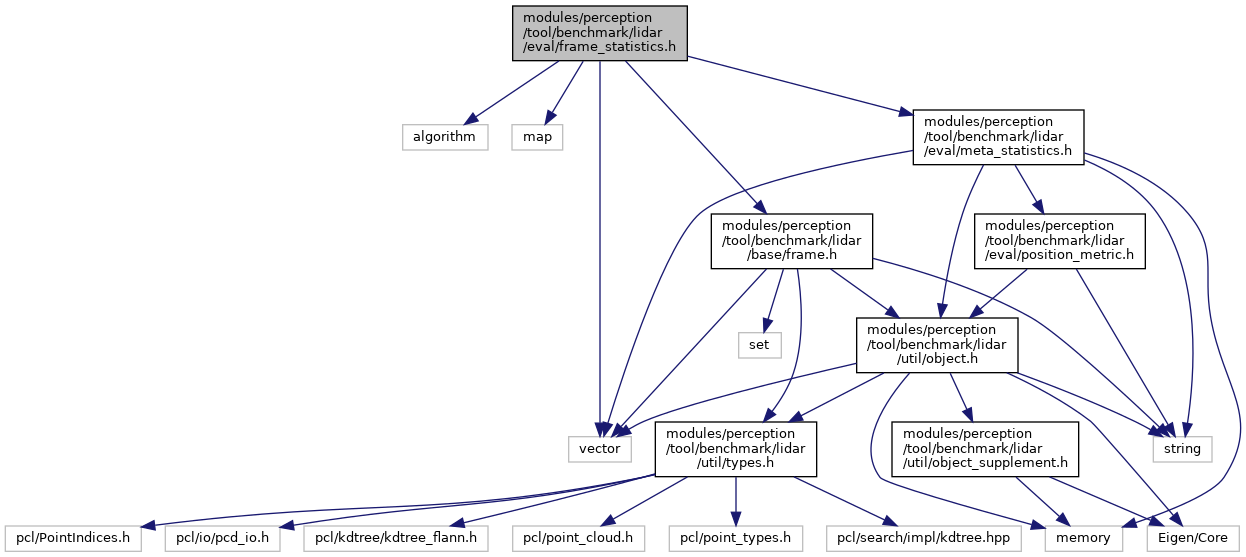 modules/perception
/tool/benchmark/lidar
/eval/frame_statistics.h
algorithm
map
modules/perception
/tool/benchmark/lidar
/eval/meta_statistics.h
modules/perception
/tool/benchmark/lidar
/base/frame.h
modules/perception
/tool/benchmark/lidar
/eval/position_metric.h
set
modules/perception
/tool/benchmark/lidar
/util/object.h
vector
modules/perception
/tool/benchmark/lidar
/util/types.h
modules/perception
/tool/benchmark/lidar
/util/object_supplement.h
string
pcl/PointIndices.h
pcl/io/pcd_io.h
pcl/kdtree/kdtree_flann.h
pcl/point_cloud.h
pcl/point_types.h
pcl/search/impl/kdtree.hpp
memory
Eigen/Core